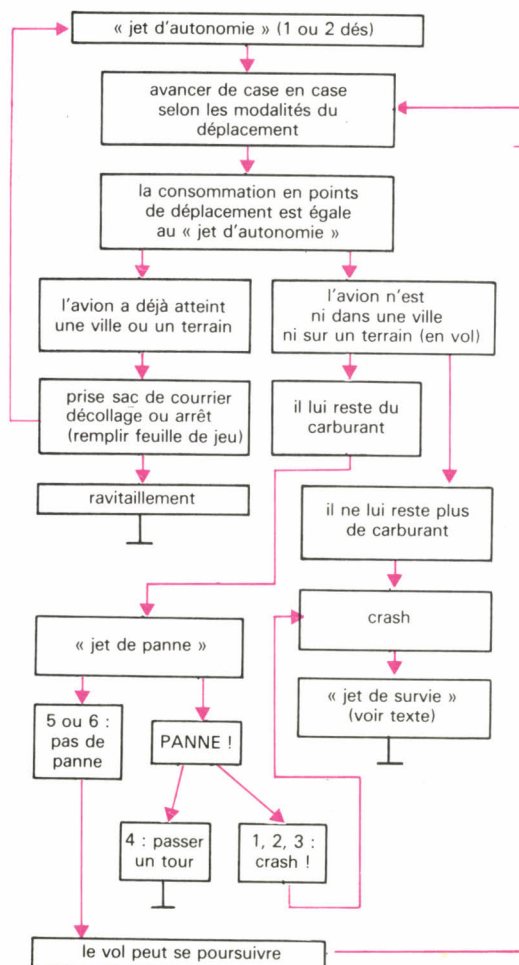 « jet d'autonomie » (1 ou 2 dés)
avancer de case en case
selon les modalités du
déplacement
la consommation en points
de déplacement est égale
au « jet d'autonomie »
l'avion a déjà atteint
une ville ou un terrain
l'avion n'est
ni dans une ville
ni sur un terrain (en vol)
prise sac de courrier
décollage ou arrêt
(remplir feuille de jeu)
il lui reste du
carburant
ravitaillement
il ne lui reste plus
de carburant
crash
« jet de panne »
« jet de survie »
(voir texte)
5 ou 6 :
pas de
panne
PANNE !
4 : passer
un tour
1, 2, 3 :
crash !
le vol peut se poursuivre